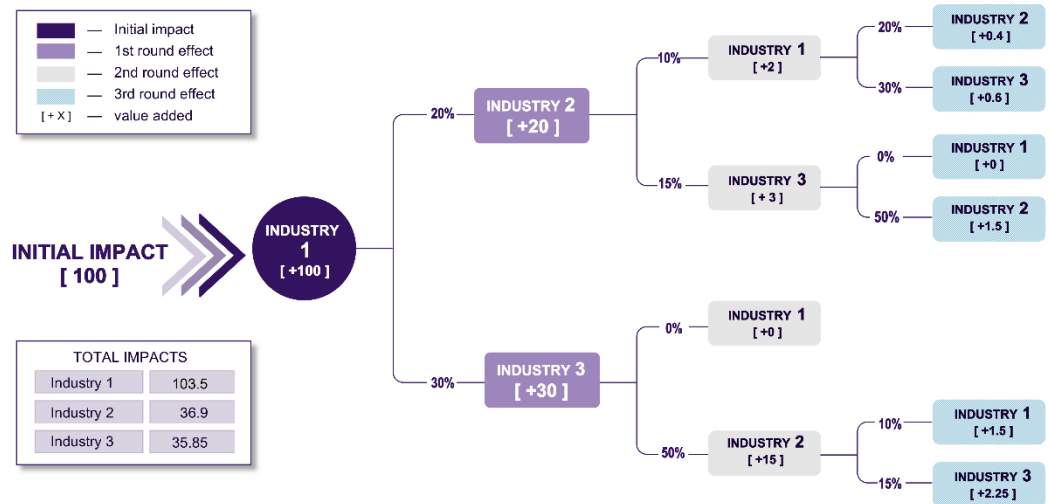 — Initial impact
— 1st round effect
— 2nd round effect
— 3rd round effect
[ + X ] — value added
INITIAL IMPACT
[ 100 ]
INDUSTRY
1
[ +100 ]
20%
INDUSTRY 2
[ +20 ]
10%
INDUSTRY 1
[ +2 ]
20%
INDUSTRY 2
[ +0.4 ]
30%
INDUSTRY 3
[ +0.6 ]
15%
INDUSTRY 3
[ + 3 ]
0%
INDUSTRY 1
[ +0 ]
50%
INDUSTRY 2
[ +1.5 ]
30%
INDUSTRY 3
[ +30 ]
0%
INDUSTRY 1
[ +0 ]
50%
INDUSTRY 2
[ +15 ]
10%
INDUSTRY 1
[ +1.5 ]
15%
INDUSTRY 3
[ +2.25 ]
TOTAL IMPACTS
Industry 1 103.5
Industry 2 36.9
Industry 3 35.85